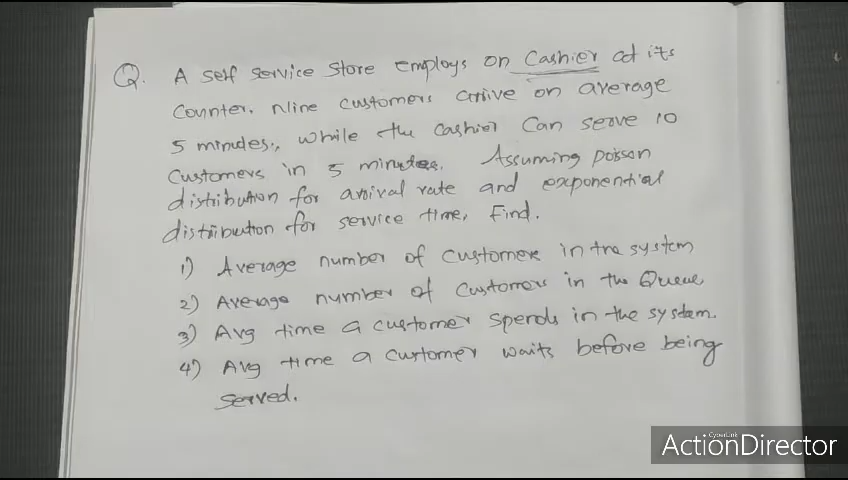 Q. A self service store employs on cashier at its
counter. Nine customers arrive on average
5 minutes, while the cashier can serve 10
customers in 5 minutes. Assuming poisson
distribution for arival rate and exponential
distribution for service time, Find.
1) Average number of customers in the system
2) Average number of customers in the Queue
3) Avg time a customer spends in the system.
4) Avg time a customer waits before being
served.
CyberLink
ActionDirector